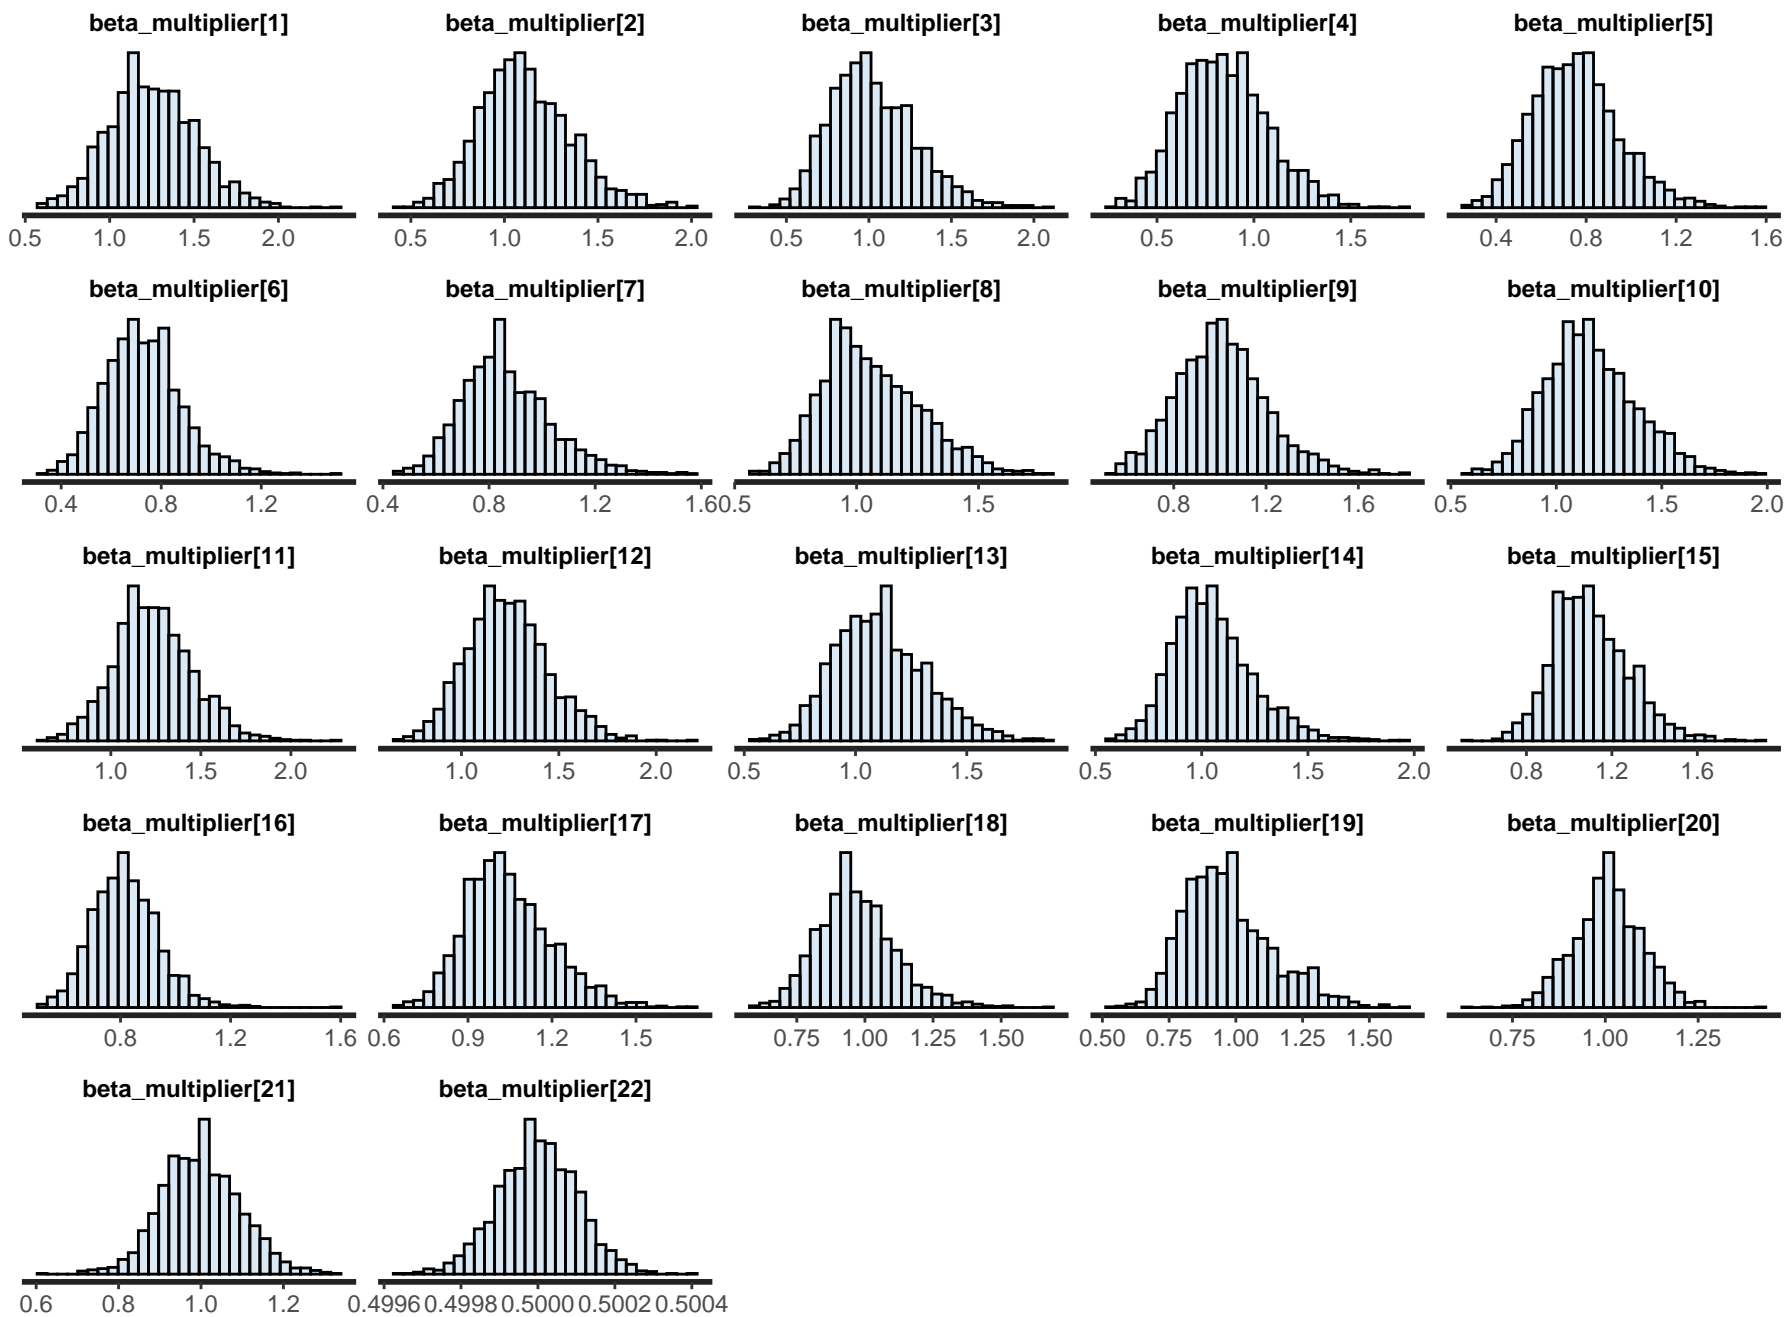 beta_multiplier[1] beta_multiplier[2] beta_multiplier[3] beta_multiplier[4] beta_multiplier[5]
0.5 1.0 1.5 2.0 0.5 1.0 1.5 2.0 0.5 1.0 1.5 2.0 0.5 1.0 1.5 0.4 0.8 1.2 1.6
beta_multiplier[6] beta_multiplier[7] beta_multiplier[8] beta_multiplier[9] beta_multiplier[10]
0.4 0.8 1.2 0.4 0.8 1.2 1.6 0.5 1.0 1.5 0.8 1.2 1.6 0.5 1.0 1.5 2.0
beta_multiplier[11] beta_multiplier[12] beta_multiplier[13] beta_multiplier[14] beta_multiplier[15]
1.0 1.5 2.0 1.0 1.5 2.0 0.5 1.0 1.5 0.5 1.0 1.5 2.0 0.8 1.2 1.6
beta_multiplier[16] beta_multiplier[17] beta_multiplier[18] beta_multiplier[19] beta_multiplier[20]
0.8 1.2 1.6 0.6 0.9 1.2 1.5 0.75 1.00 1.25 1.50 0.50 0.75 1.00 1.25 1.50 0.75 1.00 1.25
beta_multiplier[21] beta_multiplier[22]
0.6 0.8 1.0 1.2 0.4996 0.4998 0.5000 0.5002 0.5004